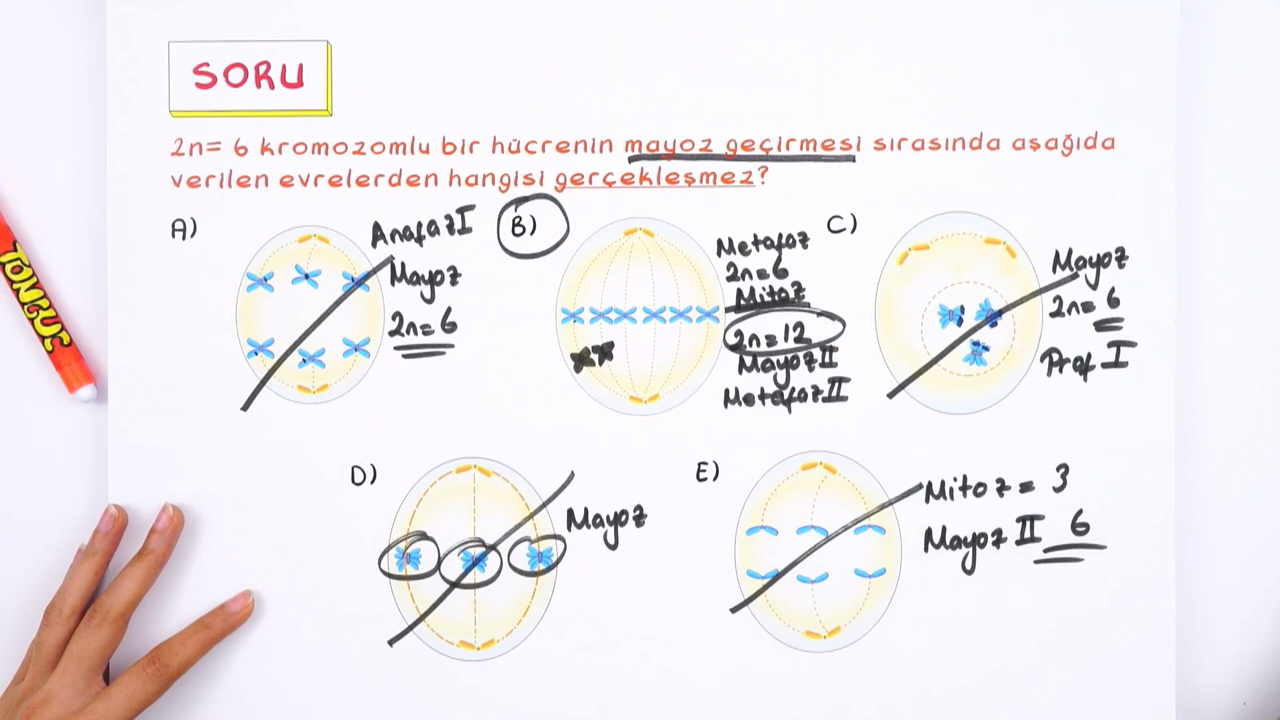 SORU
2n= 6 kromozomlu bir hücrenin mayoz geçirmesi sırasında aşağıda
verilen evrelerden hangisi gerçekleşmez?
A)
Anafaz I
Mayoz
2n=6
B)
Metafaz
2n=6
Mitoz
2n=12
Mayoz II
Metafaz II
C)
Mayoz
2n=6
Prof I
D)
Mayoz
E)
Mitoz = 3
Mayoz II 6
TONGUÇ